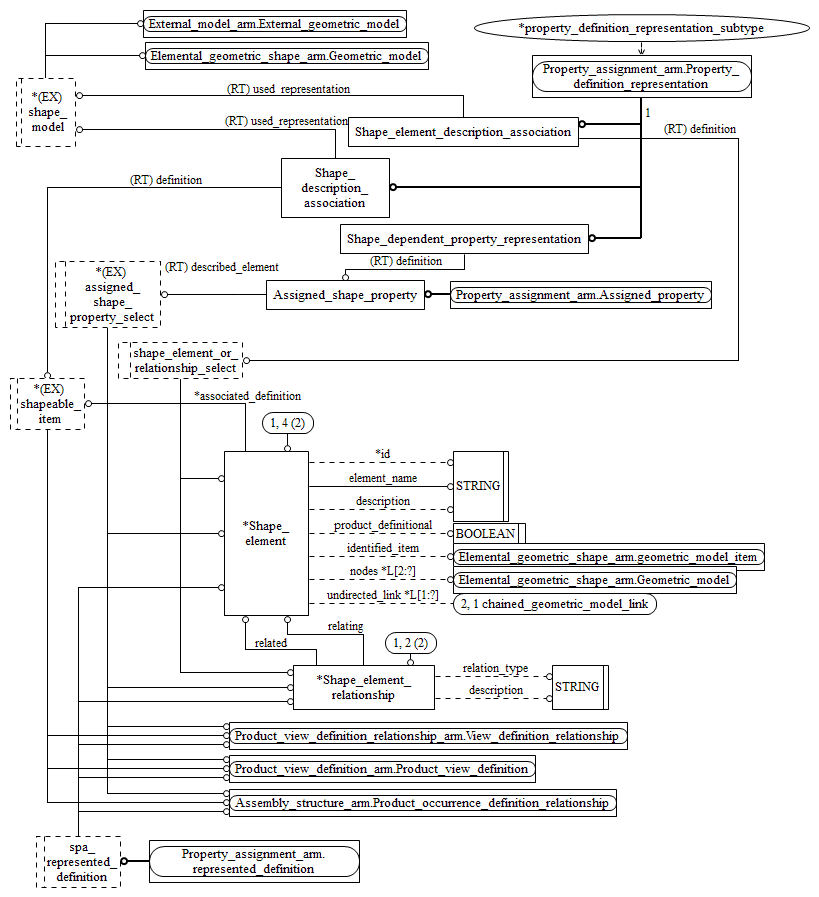 External_model_arm.External_geometric_model
*property_definition_representation_subtype
Elemental_geometric_shape_arm.Geometric_model
Property_assignment_arm.Property_
definition_representation
*(EX)
shape_
model
(RT) used_representation
1
(RT) used_representation
Shape_element_description_association
(RT) definition
Shape_
description_
association
(RT) definition
Shape_dependent_property_representation
(RT) definition
*(EX)
assigned_
shape_
property_select
(RT) described_element
Assigned_shape_property
Property_assignment_arm.Assigned_property
shape_element_or_
relationship_select
*(EX)
shapeable_
item
*associated_definition
1, 4 (2)
*Shape_
element
*id
element_name
description
STRING
product_definitional
BOOLEAN
identified_item
Elemental_geometric_shape_arm.geometric_model_item
nodes *L[2:?]
Elemental_geometric_shape_arm.Geometric_model
undirected_link *L[1:?]
2, 1 chained_geometric_model_link
relating
related
1, 2 (2)
*Shape_element_
relationship
relation_type
description
STRING
Product_view_definition_relationship_arm.View_definition_relationship
Product_view_definition_arm.Product_view_definition
Assembly_structure_arm.Product_occurrence_definition_relationship
spa_
represented_
definition
Property_assignment_arm.
represented_definition